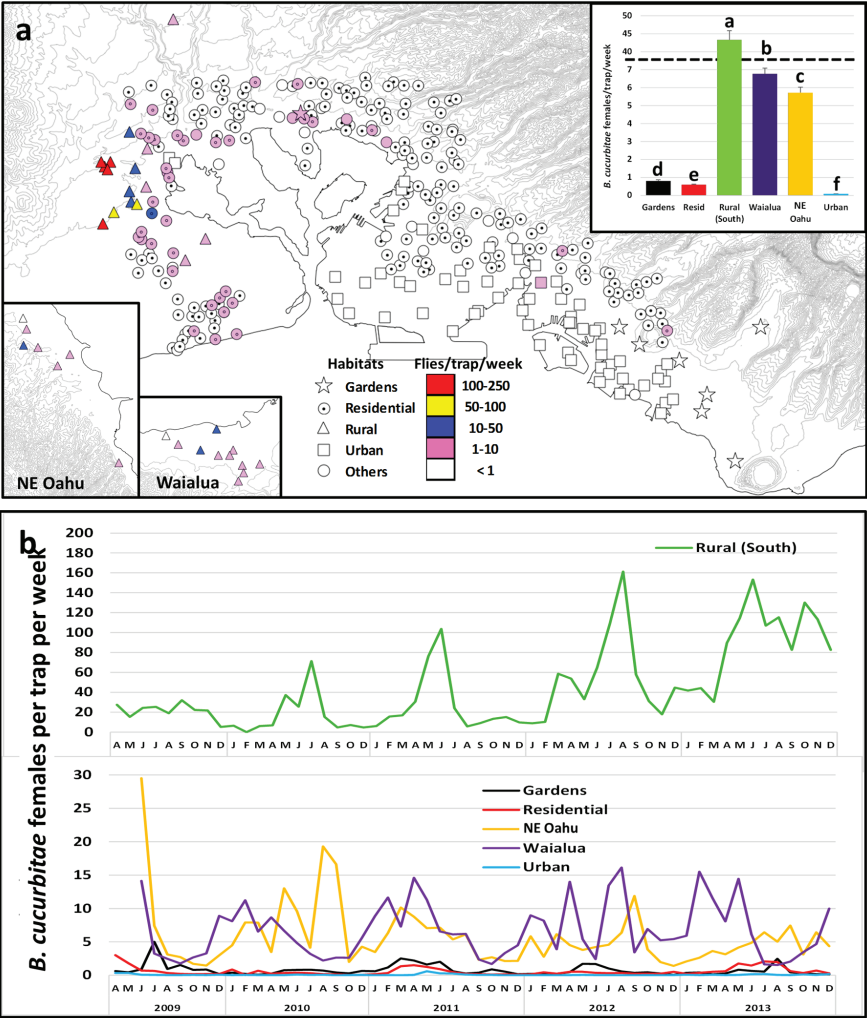 a
50
40
7
6
5
4
3
2
1
0
B. cucurbitae females/trap/week
a
b
c
d
e
f
Gardens Resid Rural (South) Waialua NE Oahu Urban
Habitáts Flies/trap/week
Gardens 100-250
Residential 50-100
Rural 10-50
Urban 1-10
Others < 1
NE Oahu
Waialua
b
B. cucurbitae females per trap per week
200
180
160
140
120
100
80
60
40
20
0
Rural (South)
A M J J A S O N D J F M A M J J A S O N D J F M A M J J A S O N D J F M A M J J A S O N D J F M A M J J A S O N D
30
25
20
15
10
5
0
Gardens
Residential
NE Oahu
Waialua
Urban
A M J J A S O N D J F M A M J J A S O N D J F M A M J J A S O N D J F M A M J J A S O N D J F M A M J J A S O N D
2009 2010 2011 2012 2013